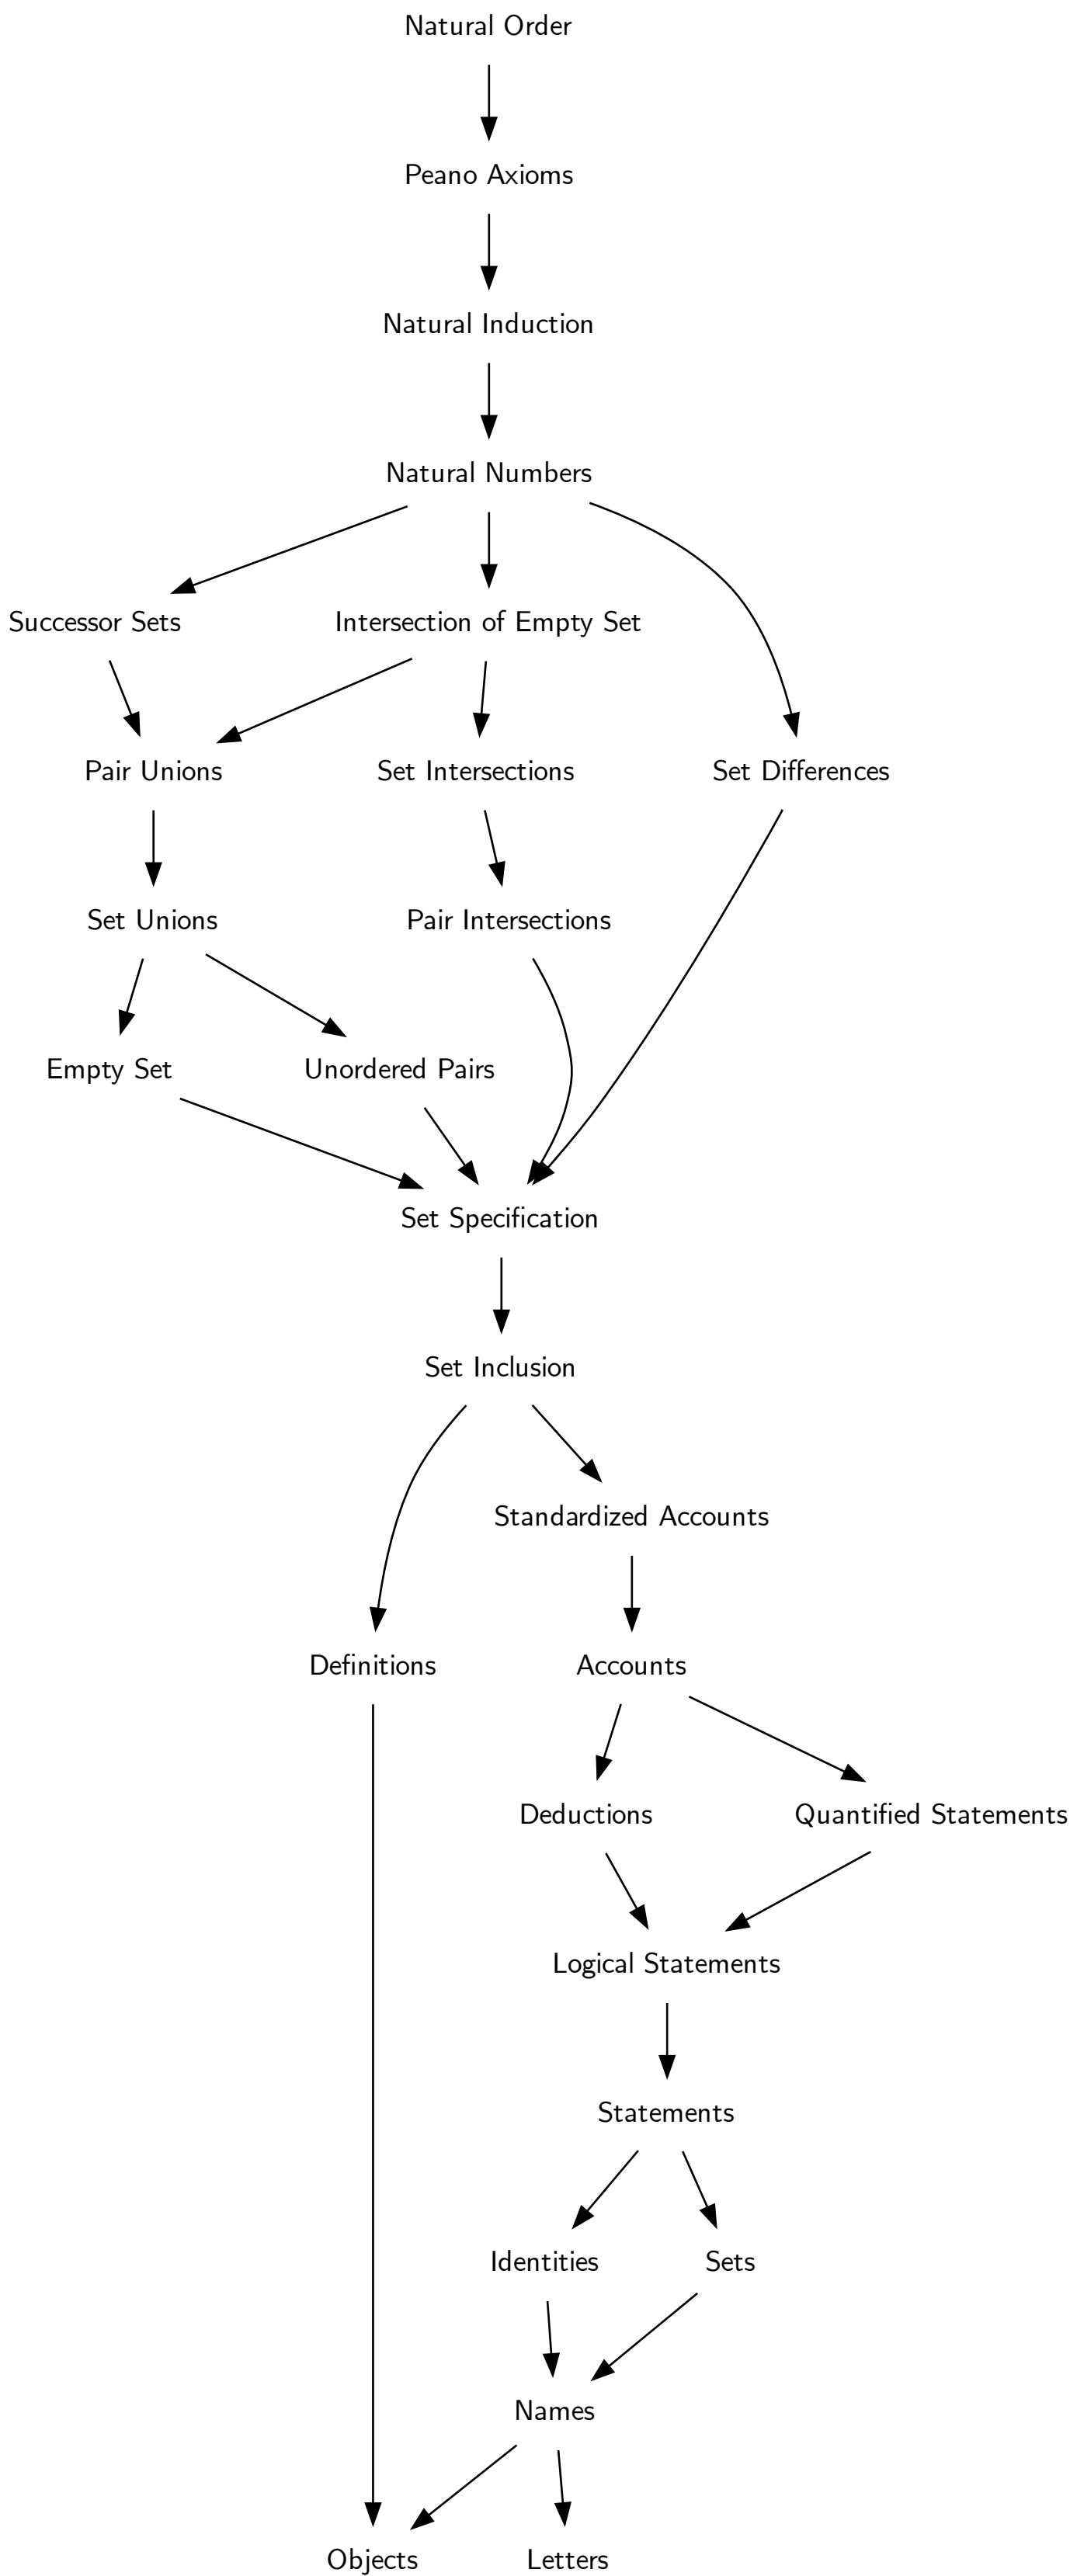 Natural Order
Peano Axioms
Natural Induction
Natural Numbers
Successor Sets
Intersection of Empty Set
Pair Unions
Set Intersections
Set Differences
Set Unions
Pair Intersections
Empty Set
Unordered Pairs
Set Specification
Set Inclusion
Standardized Accounts
Definitions
Accounts
Deductions
Quantified Statements
Logical Statements
Statements
Identities
Sets
Names
Objects
Letters